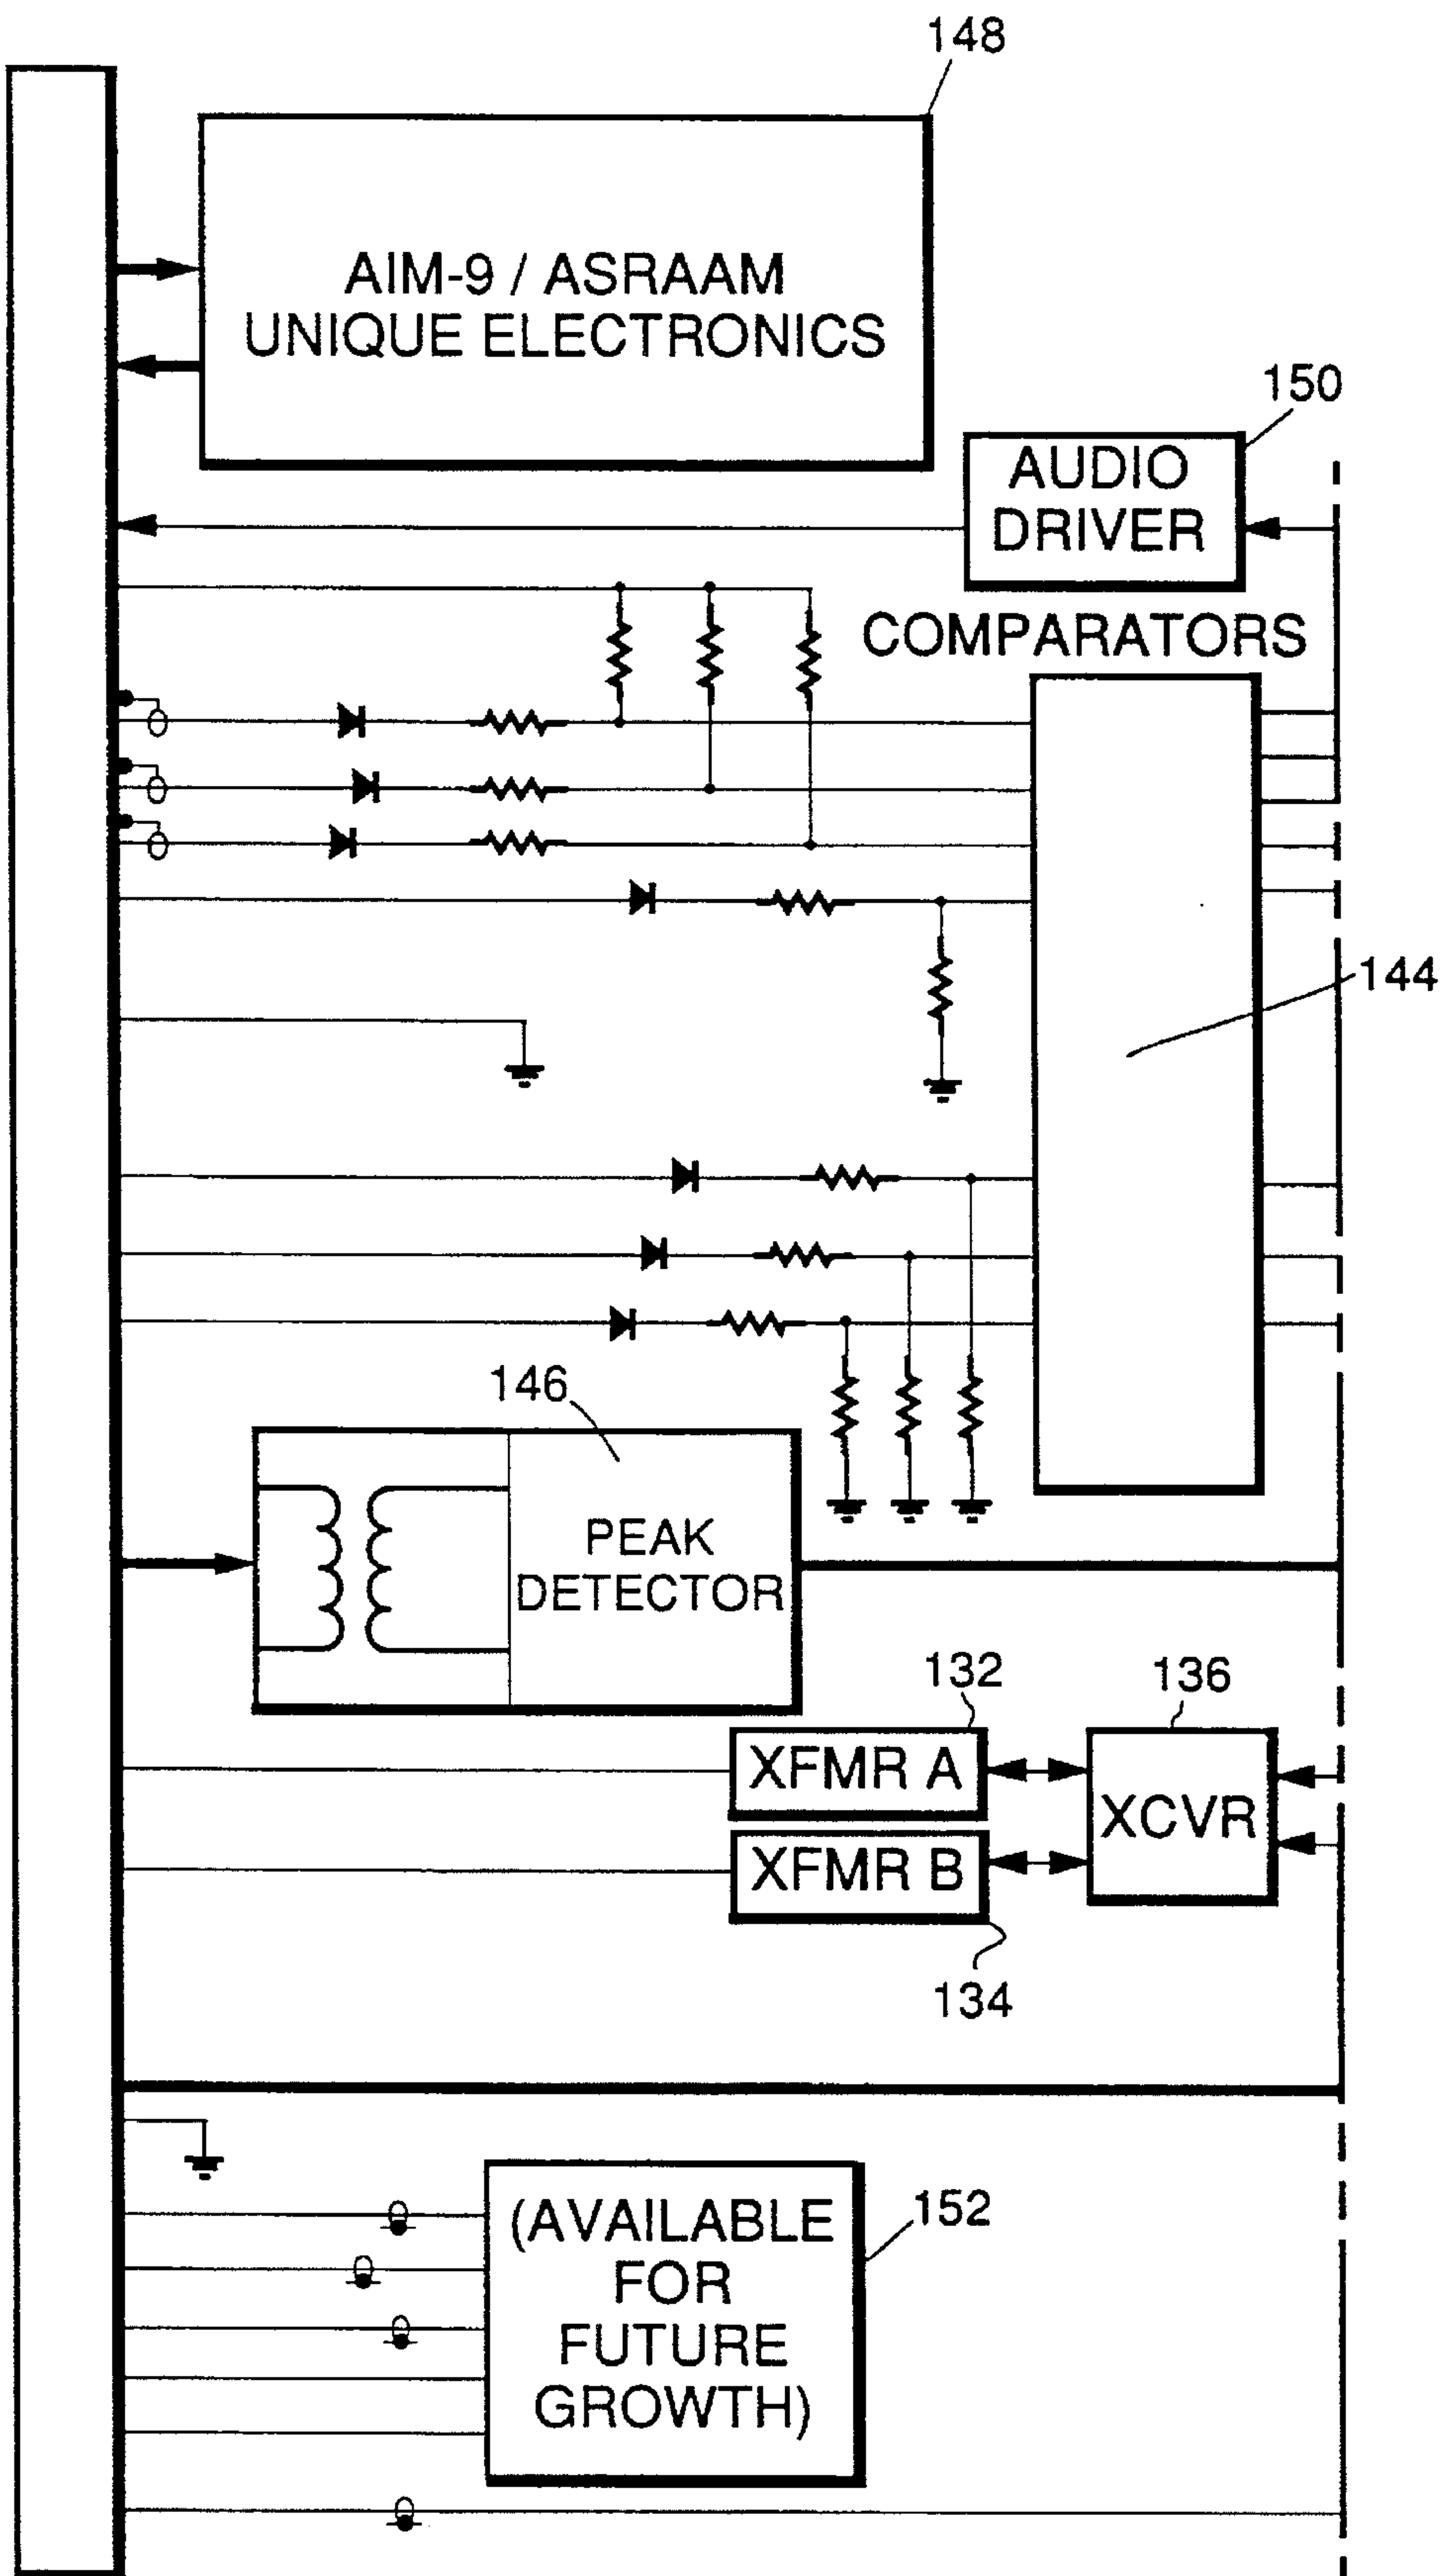 148
AIM-9 / ASRAAM
UNIQUE ELECTRONICS
150
AUDIO
DRIVER
COMPARATORS
144
146
PEAK
DETECTOR
132
136
XFMR A
XCVR
XFMR B
134
(AVAILABLE
FOR
FUTURE
GROWTH)
152